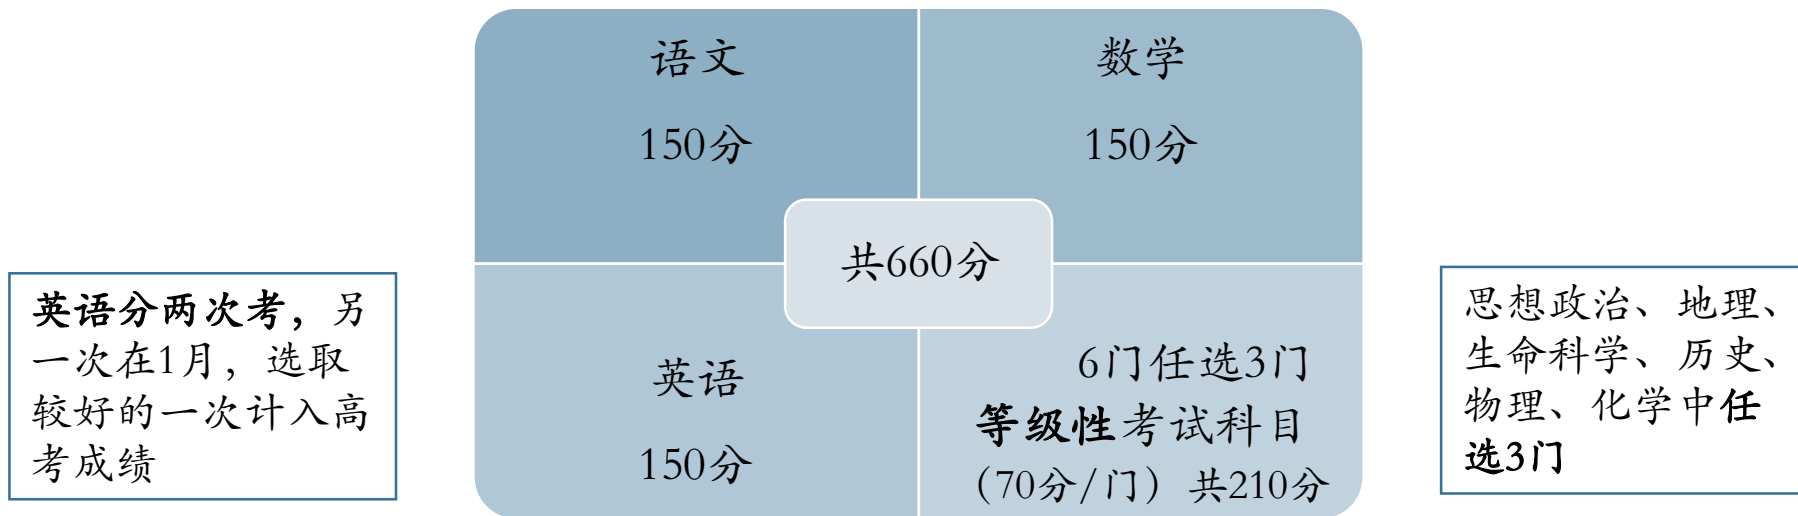 语文
150分
数学
150分
共660分
英语分两次考，另
一次在1月，选取
较好的一次计入高
考成绩
英语
150分
6门任选3门
等级性考试科目
（70分/门）共210分
思想政治、地理、
生命科学、历史、
物理、化学中任
选3门